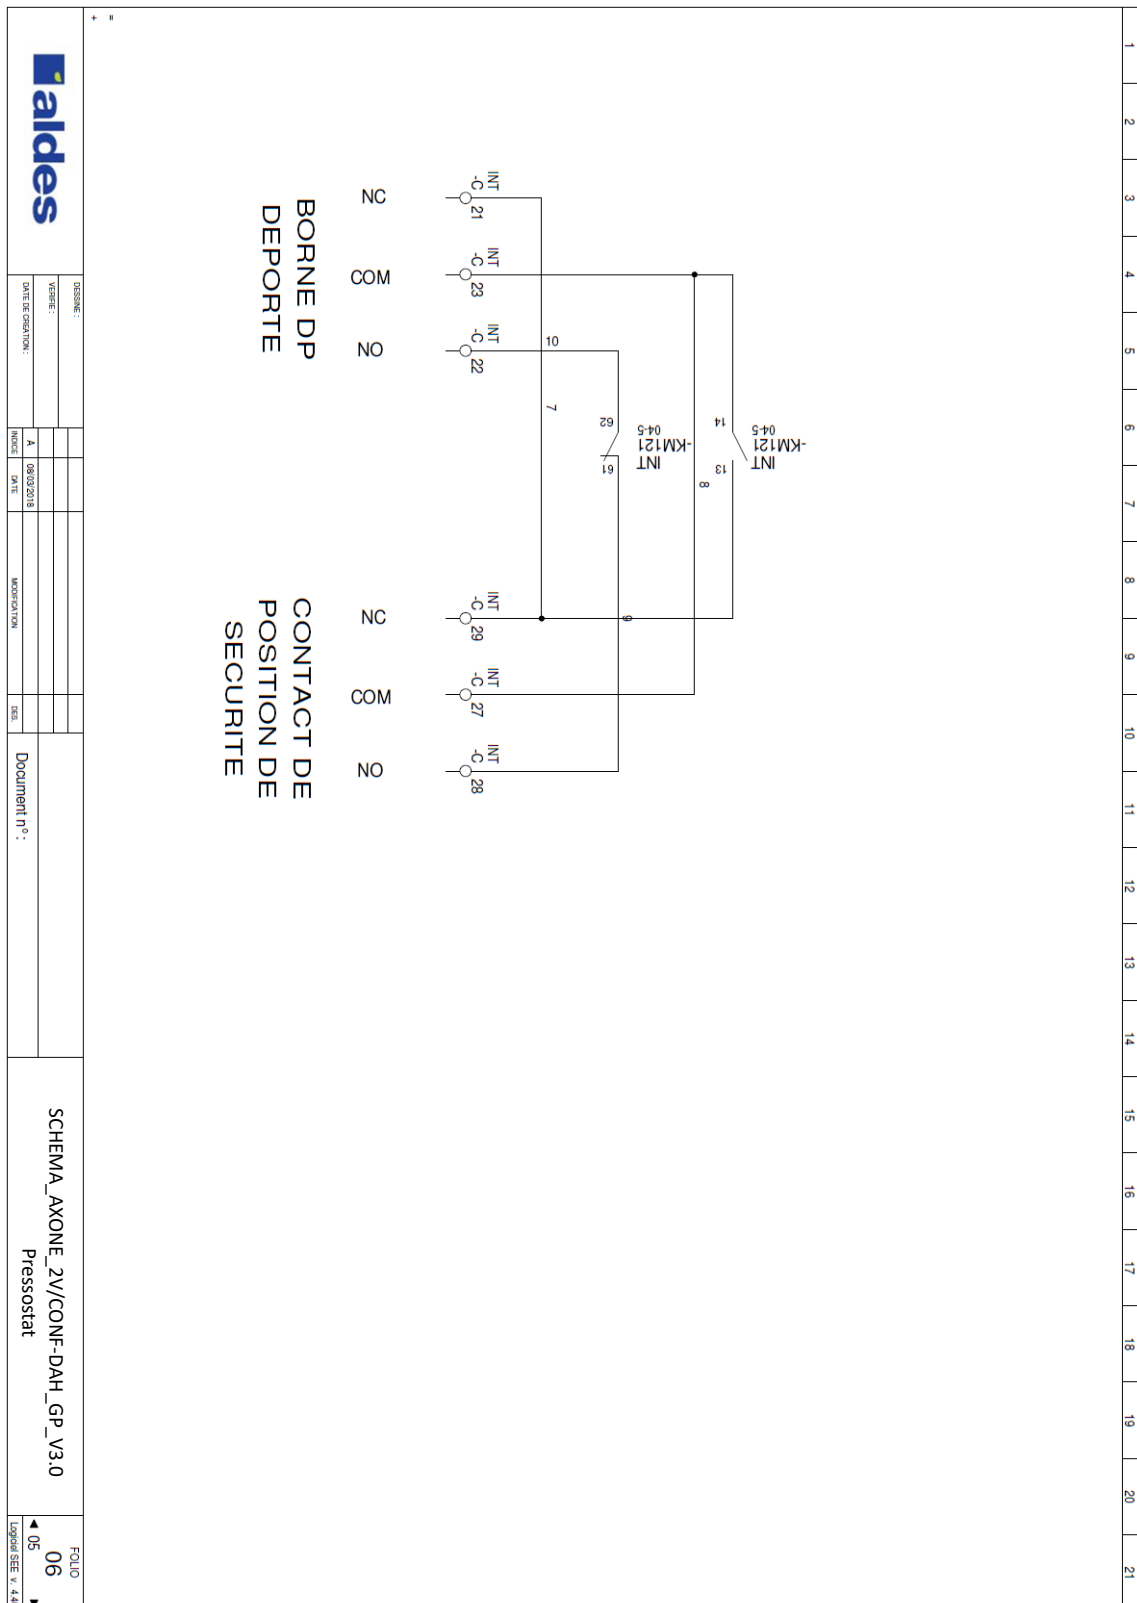 1
2
3
4
5
6
7
8
9
10
11
12
13
14
15
16
17
18
19
20
21
INT
-KM121
04-5
14
13
8
INT
-KM121
04-5
62
61
10
7
9
INT
-C
21
INT
-C
23
INT
-C
22
INT
-C
29
INT
-C
27
INT
-C
28
NC
COM
NO
NC
COM
NO
BORNE DP
DEPORTE
CONTACT DE
POSITION DE
SECURITE
+
=
aldes
DESSINE :
VERIFIE :
DATE DE CREATION :
A
08/03/2018
INDICE
DATE
MODIFICATION
DES.
Document n° :
SCHEMA_AXONE_2V/CONF-DAH_GP_V3.0
Pressostat
FOLIO
06
◄ 05
Logiciel SEE v.